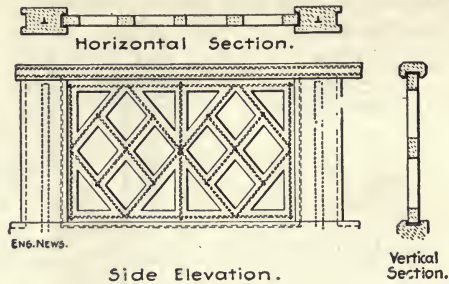 Horizontal Section.
ENG. NEWS.
Side Elevation.
Vertical
Section.